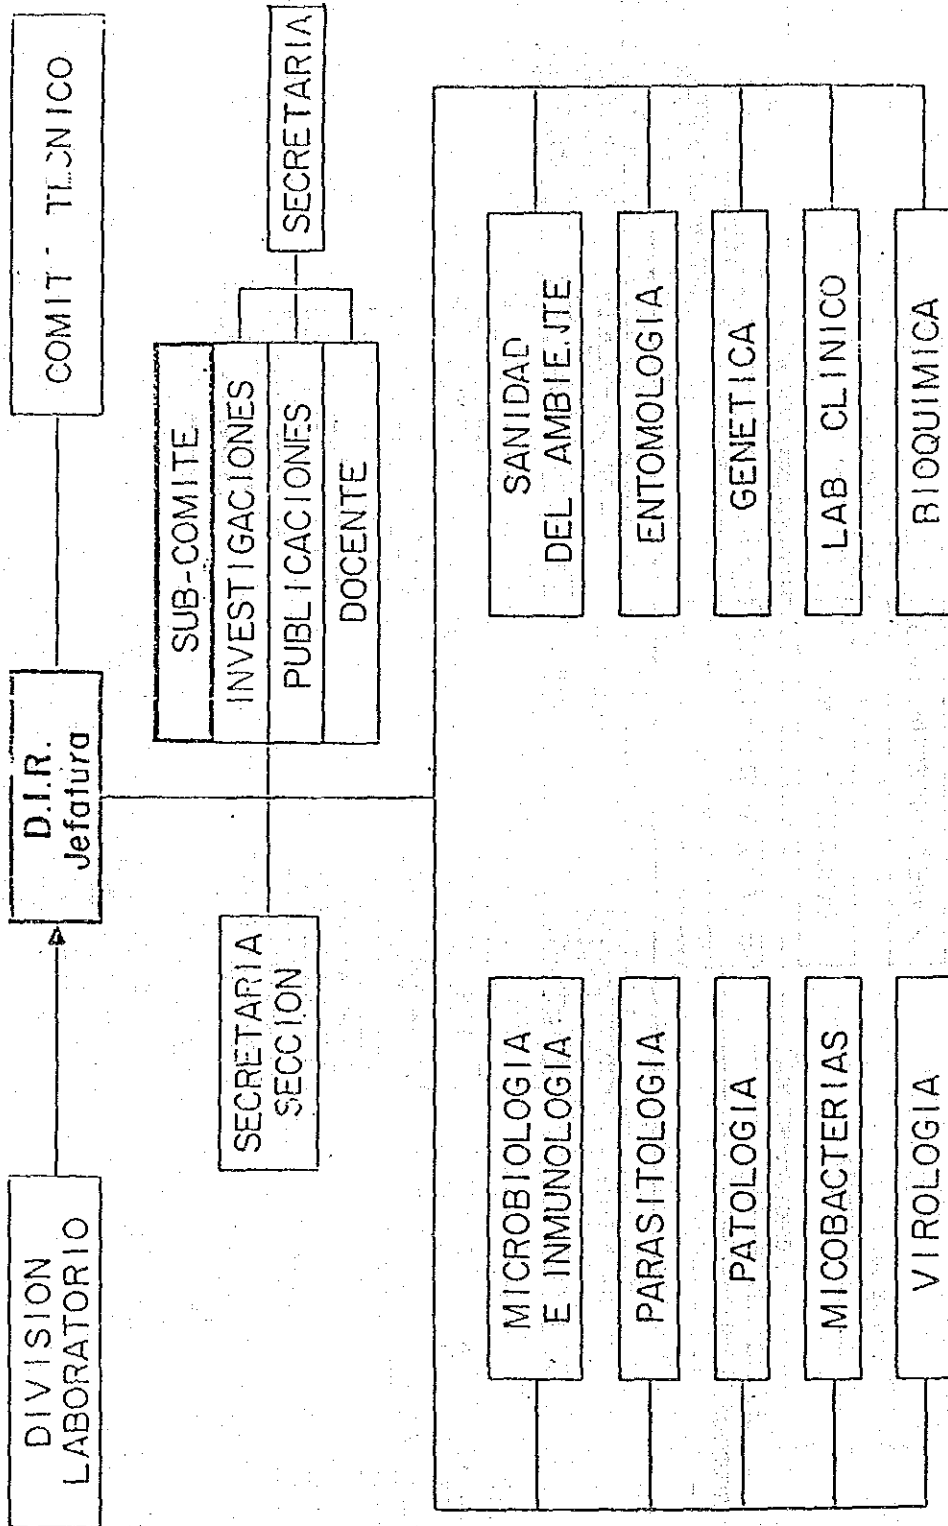 DIVISION
LABORATORIO
D.I.R.
Jefatura
SECRETARIA
SECCION
SUB-COMITE
INVESTIGACIONES
PUBLICACIONES
DOCENTE
SECRETARIA
MICROBIOLOGIA
E INMUNOLOGIA
PARASITOLOGIA
PATOLOGIA
MICOBACTERIAS
VIROLOGIA
SANIDAD
DEL
ENTOMOLOGIA
GENETICA
LAB CLINICO
BIOQUIMICA